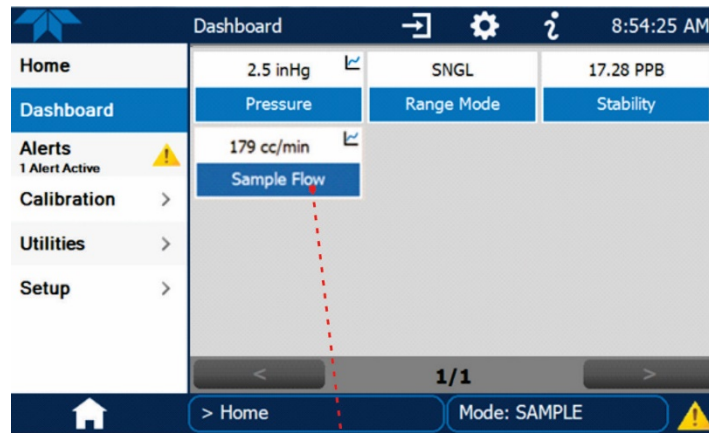 Dashboard
8:54:25 AM
Home
Dashboard
Alerts
1 Alert Active
Calibration >
Utilities >
Setup >
2.5 inHg
Pressure
SNGL
Range Mode
17.28 PPB
Stability
179 cc/min
Sample Flow
< 1/1 >
> Home
Mode: SAMPLE